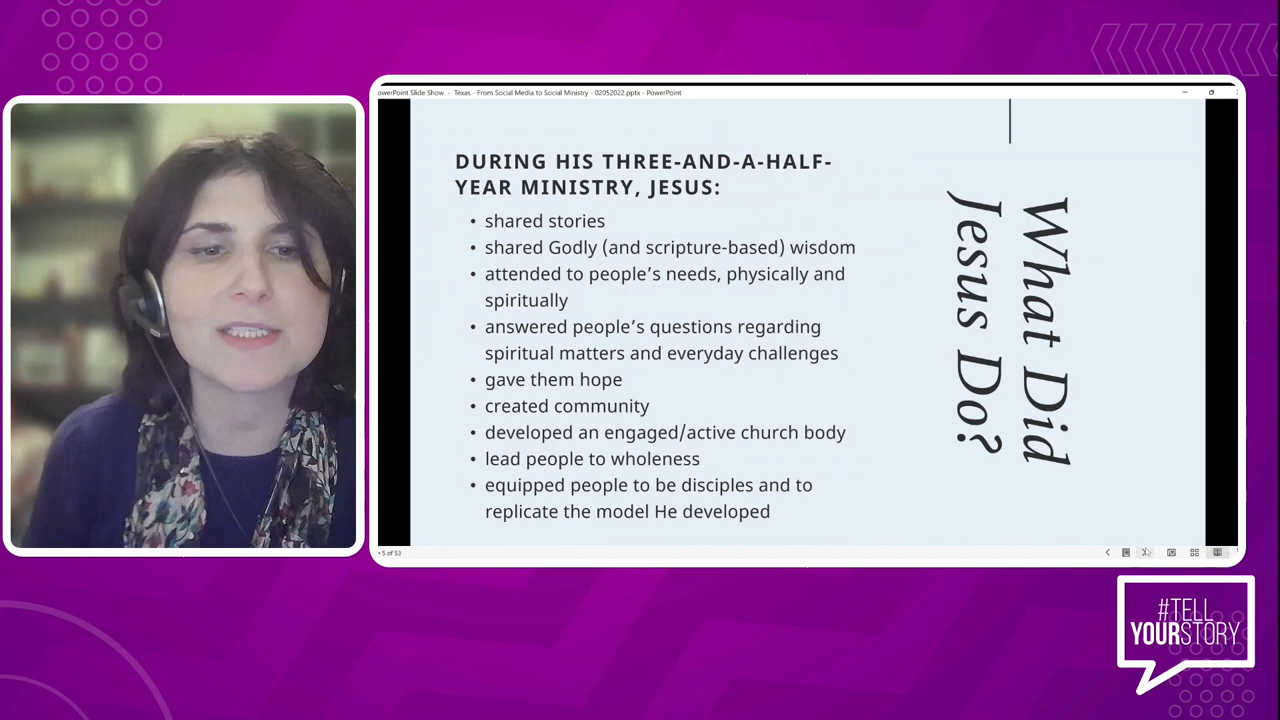 owerPoint Slide Show - Texas - From Social Media to Social Ministry - 02052022.pptx - PowerPoint
DURING HIS THREE-AND-A-HALF-
YEAR MINISTRY, JESUS:
• shared stories
• shared Godly (and scripture-based) wisdom
• attended to people’s needs, physically and
spiritually
• answered people’s questions regarding
spiritual matters and everyday challenges
• gave them hope
• created community
• developed an engaged/active church body
• lead people to wholeness
• equipped people to be disciples and to
replicate the model He developed
What Did
Jesus Do?
5 of 53
#TELL
YOURSTORY